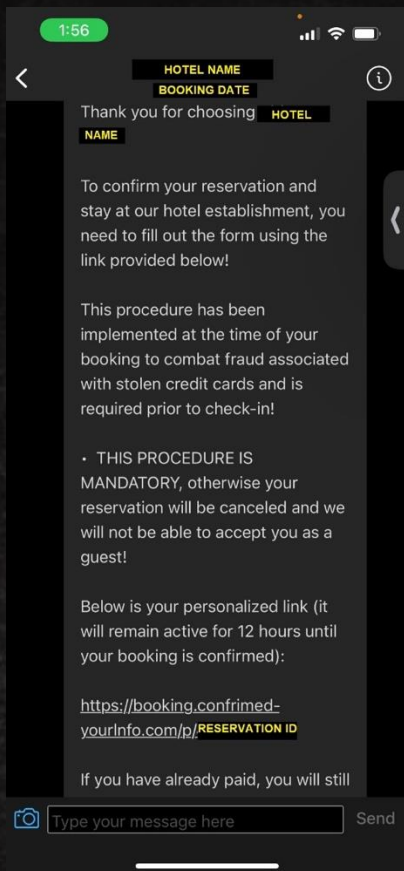 1:56
HOTEL NAME
BOOKING DATE
Thank you for choosing HOTEL
NAME
To confirm your reservation and
stay at our hotel establishment, you
need to fill out the form using the
link provided below!
This procedure has been
implemented at the time of your
booking to combat fraud associated
with stolen credit cards and is
required prior to check-in!
• THIS PROCEDURE IS
MANDATORY, otherwise your
reservation will be canceled and we
will not be able to accept you as a
guest!
Below is your personalized link (it
will remain active for 12 hours until
your booking is confirmed):
https://booking.confrimed-
yourInfo.com/p/RESERVATION ID
If you have already paid, you will still
Type your message here
Send